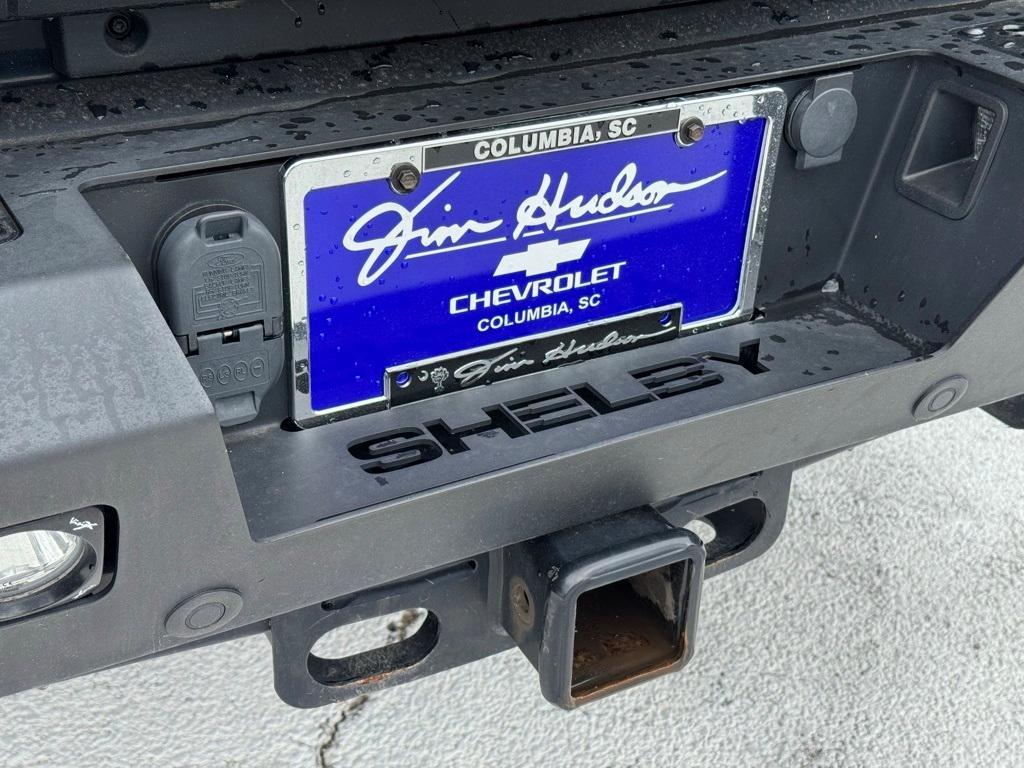 COLUMBIA, SC
Jim Hudson
CHEVROLET
COLUMBIA, SC
Jim Hudson
SHELBY